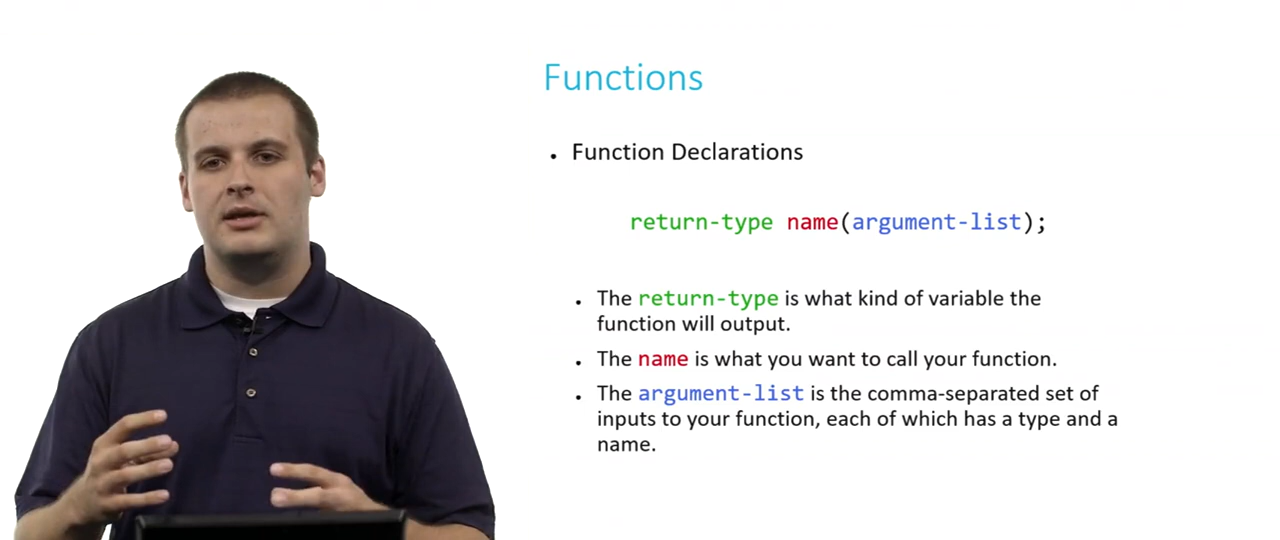 Functions
• Function Declarations
return-type name(argument-list);
• The return-type is what kind of variable the
function will output.
• The name is what you want to call your function.
• The argument-list is the comma-separated set of
inputs to your function, each of which has a type and a
name.